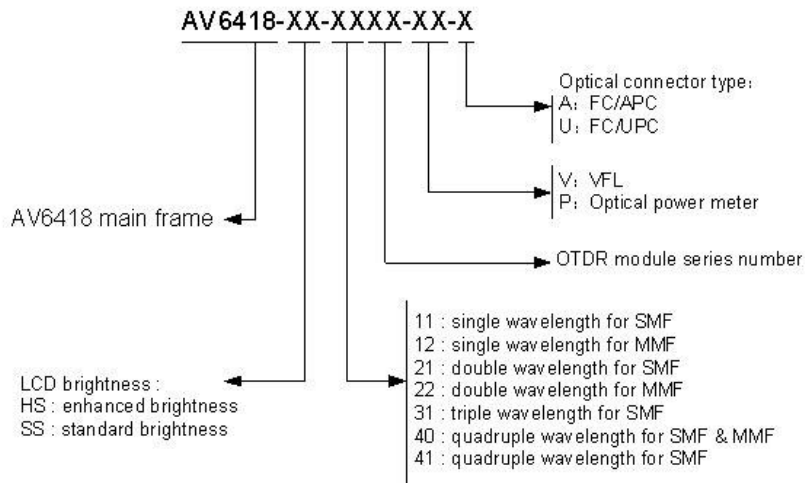 AV6418-XX-XXXX-XX-X
Optical connector type:
A: FC/APC
U: FC/UPC
V: VFL
P: Optical power meter
AV6418 main frame
OTDR module series number
11 : single wavelength for SMF
12 : single wavelength for MMF
21 : double wavelength for SMF
22 : double wavelength for MMF
31 : triple wavelength for SMF
40 : quadruple wavelength for SMF & MMF
41 : quadruple wavelength for SMF
LCD brightness :
HS : enhanced brightness
SS : standard brightness